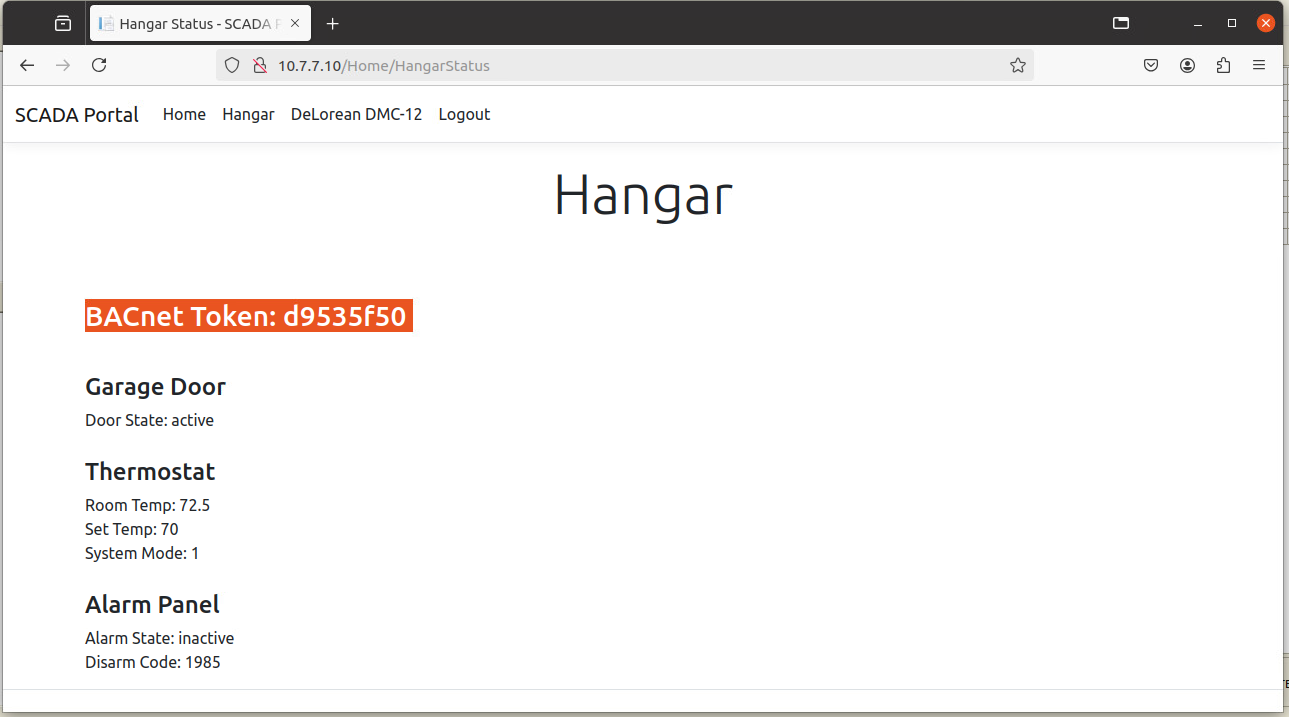 Hangar Status - SCADA P
10.7.7.10/Home/HangarStatus
SCADA Portal Home Hangar DeLorean DMC-12 Logout
Hangar
BACnet Token: d9535f50
Garage Door
Door State: active
Thermostat
Room Temp: 72.5
Set Temp: 70
System Mode: 1
Alarm Panel
Alarm State: inactive
Disarm Code: 1985